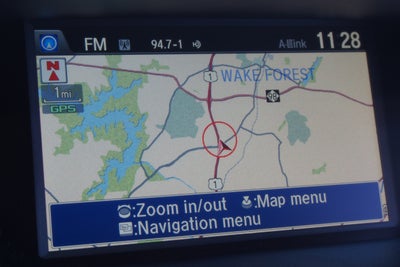 FM 94.7-1 A-link 11 28
N
1 WAKE FOREST
1mi
GPS
1
:Zoom in/out :Map menu
:Navigation menu